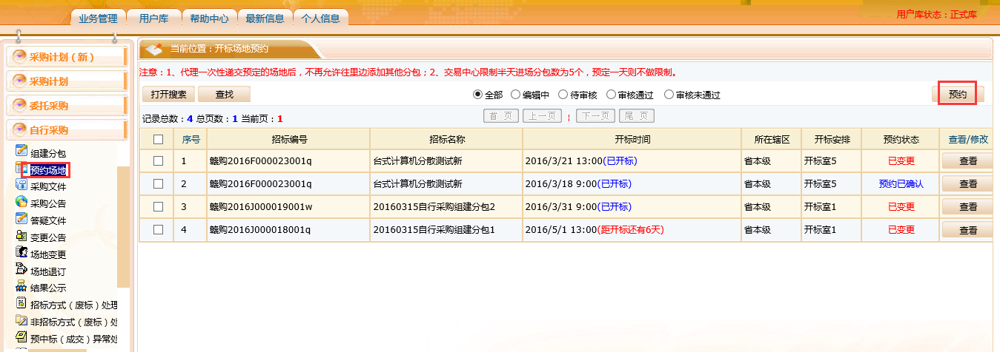 业务管理 用户库 帮助中心 最新信息 个人信息
用户库状态：正式库
采购计划（新）
采购计划
委托采购
自行采购
组建分包
预约场地
采购文件
采购公告
答疑文件
变更公告
场地变更
场地退订
结果公示
招标方式（废标）处理
非招标方式（废标）处
预中标（成交）异常处
当前位置：开标场地预约
注意：1、代理一次性递交预定的场地后，不再允许往里边添加其他分包；2、交易中心限制半天进场分包数为5个，预定一天则不做限制。
打开搜索 查找 全部 编辑中 待审核 审核通过 审核未通过 预约
记录总数：4 总页数：1 当前页：1 首 页 上一页 ¦ 下一页 尾 页
序号 招标编号 招标名称 开标时间 所在辖区 开标安排 预约状态 查看/修改
1 赣购2016F000023001q 台式计算机分散测试新 2016/3/21 13:00(已开标) 省本级 开标室5 已变更 查看
2 赣购2016F000023001q 台式计算机分散测试新 2016/3/18 9:00(已开标) 省本级 开标室5 预约已确认 查看
3 赣购2016J000019001w 20160315自行采购组建分包2 2016/3/31 9:00(已开标) 省本级 开标室1 已变更 查看
4 赣购2016J000018001q 20160315自行采购组建分包1 2016/5/1 13:00(距开标还有6天) 省本级 开标室1 已变更 查看